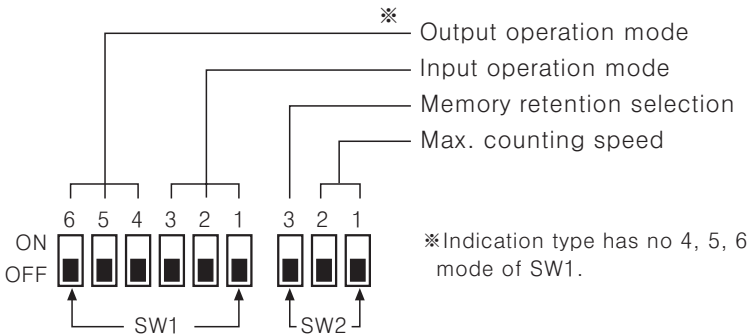 ※
Output operation mode
Input operation mode
Memory retention selection
Max. counting speed
6 5 4 3 2 1 3 2 1
ON
OFF
※Indication type has no 4, 5, 6
mode of SW1.
SW1 SW2